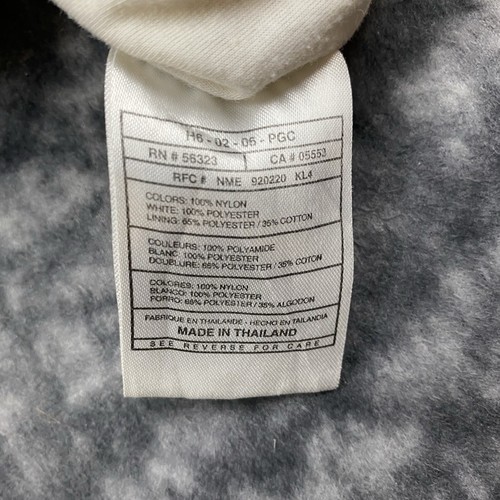 H6 - 02 - 05 - PGC
RN # 56323 CA # 05553
RFC # NME 920220 KL4
COLORS: 100% NYLON
WHITE: 100% POLYESTER
LINING: 65% POLYESTER / 35% COTTON
COULEURS: 100% POLYAMIDE
BLANC: 100% POLYESTER
DOUBLURE: 65% POLYESTER / 35% COTON
COLORES: 100% NYLON
BLANCO: 100% POLYESTER
FORRO: 65% POLYESTER / 35% ALGODON
FABRIQUE EN THAILANDE - HECHO EN TAILANDIA
MADE IN THAILAND
SEE REVERSE FOR CARE